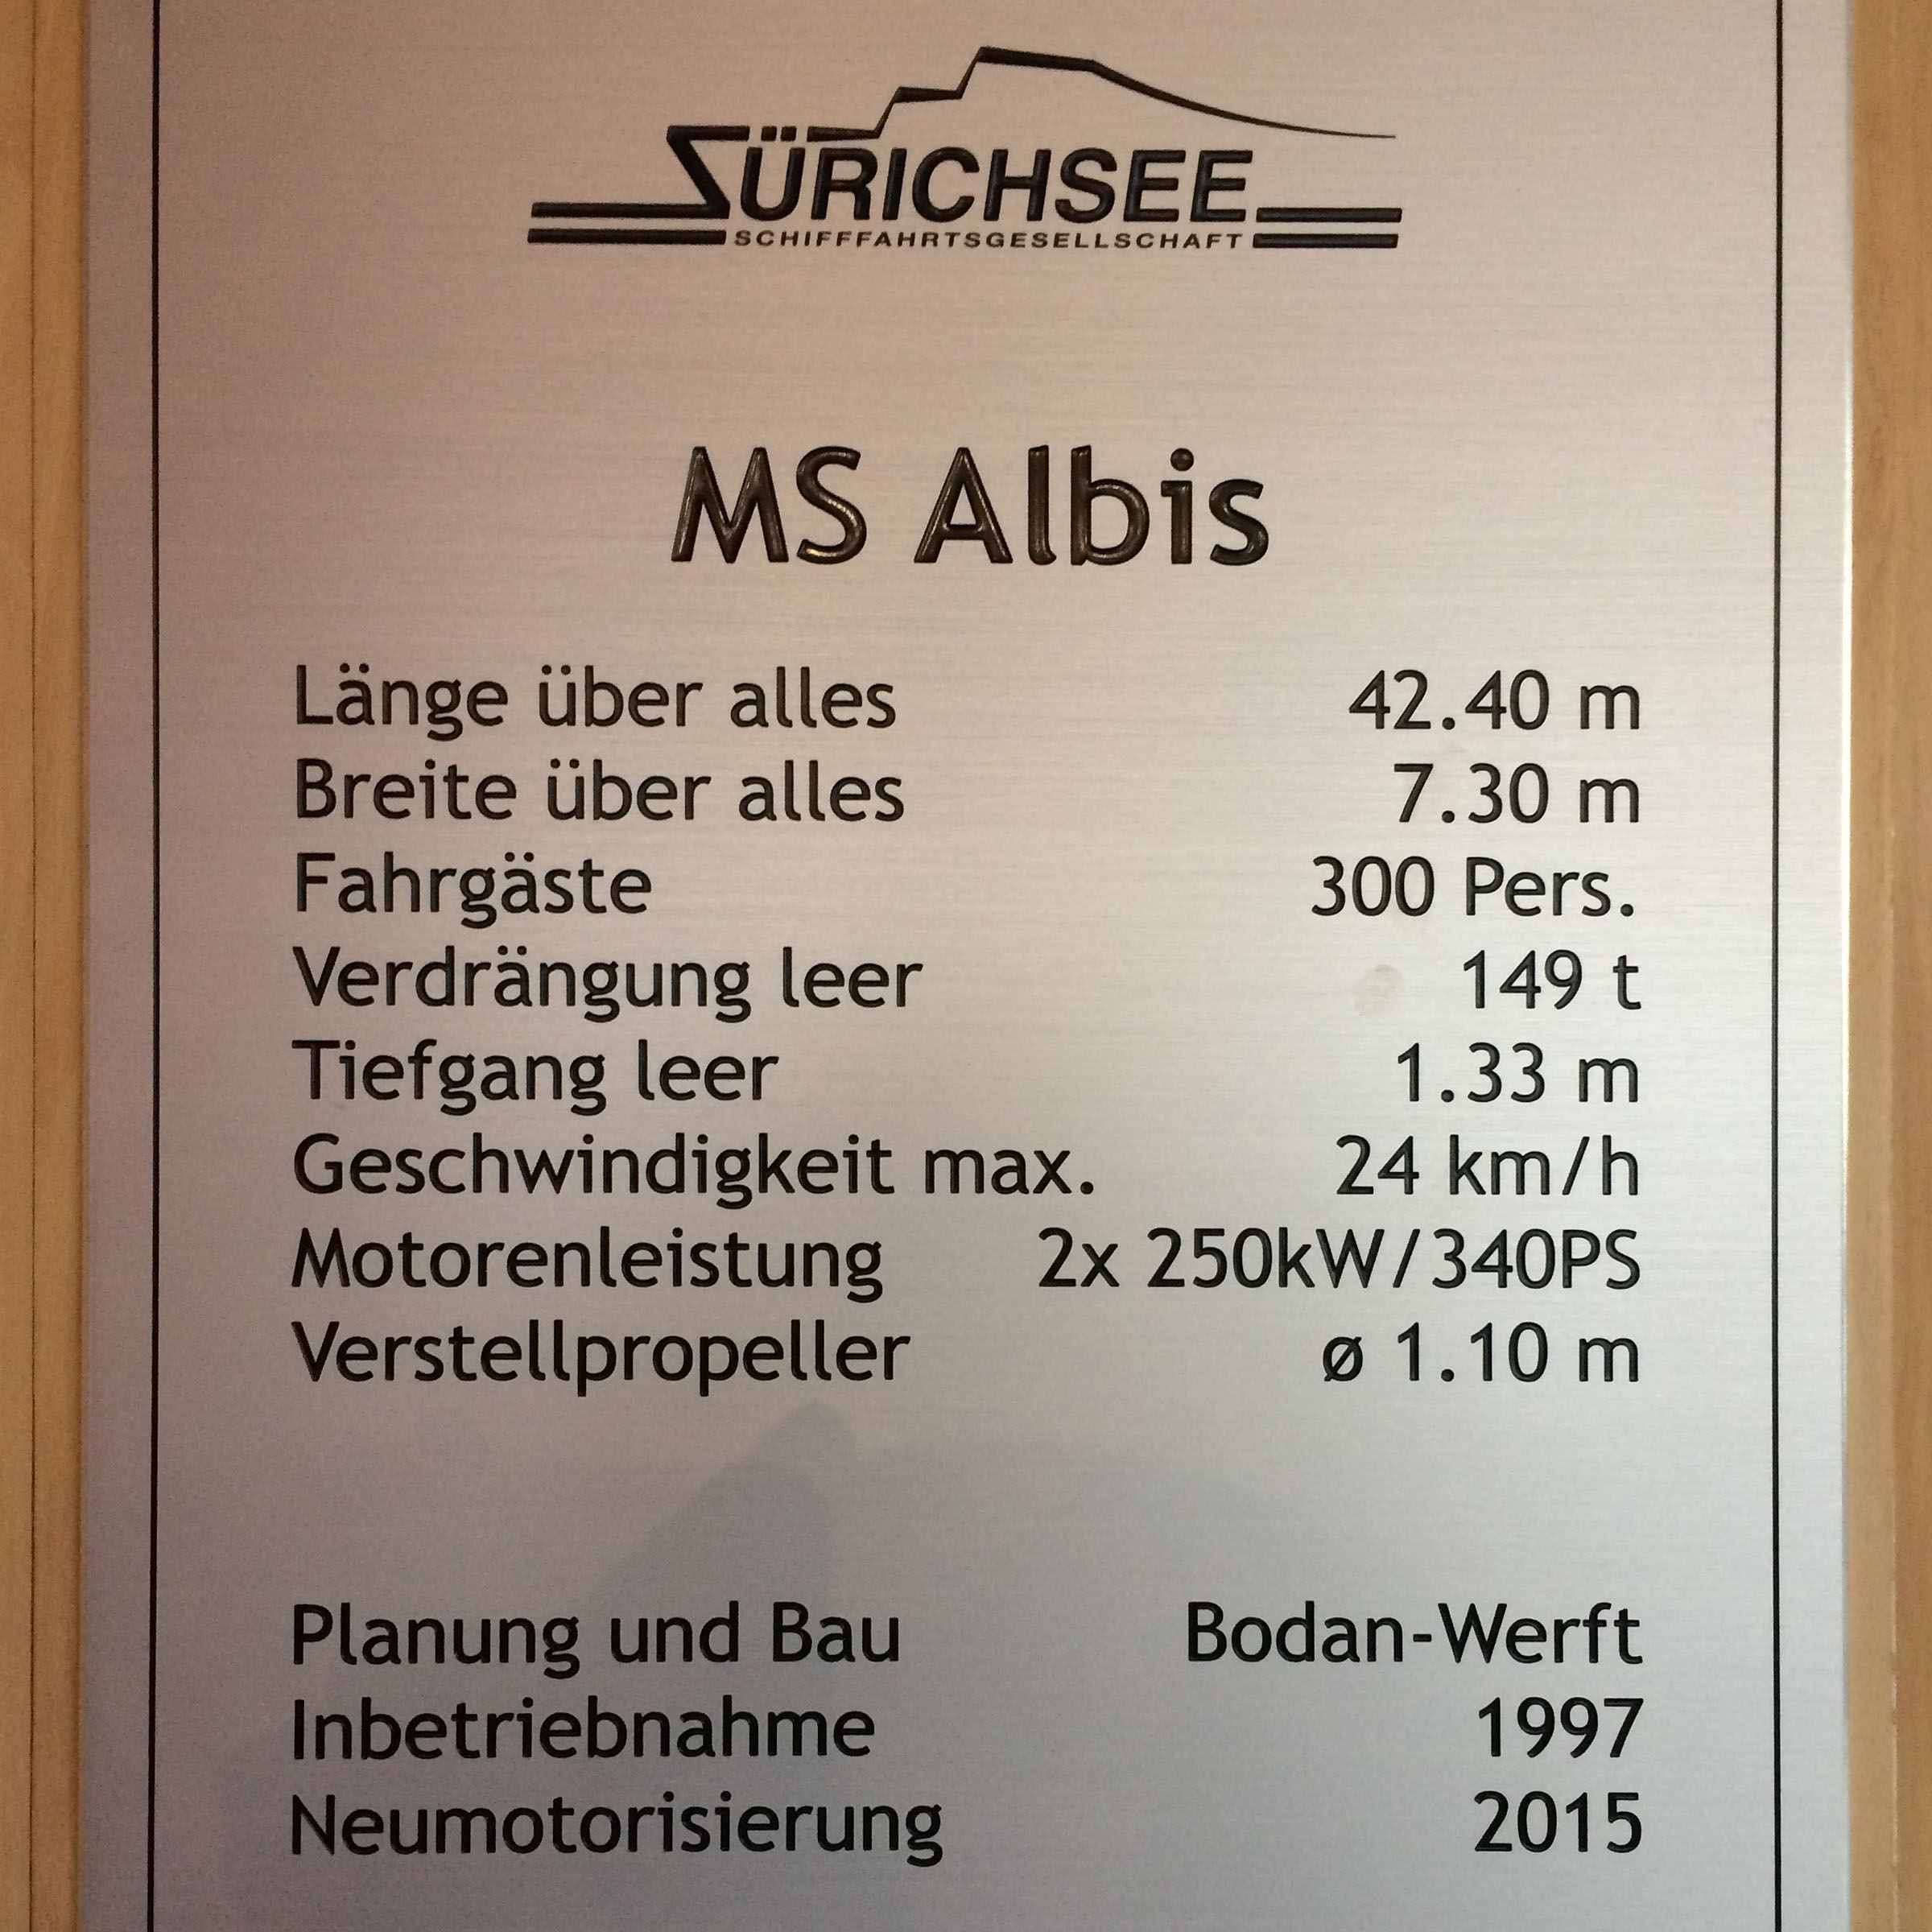 ZÜRICHSEE
SCHIFFFAHRTSGESELLSCHAFT
MS Albis
Länge über alles 42.40 m
Breite über alles 7.30 m
Fahrgäste 300 Pers.
Verdrängung leer 149 t
Tiefgang leer 1.33 m
Geschwindigkeit max. 24 km/h
Motorenleistung 2x 250kW/340PS
Verstellpropeller ø 1.10 m
Planung und Bau Bodan-Werft
Inbetriebnahme 1997
Neumotorisierung 2015